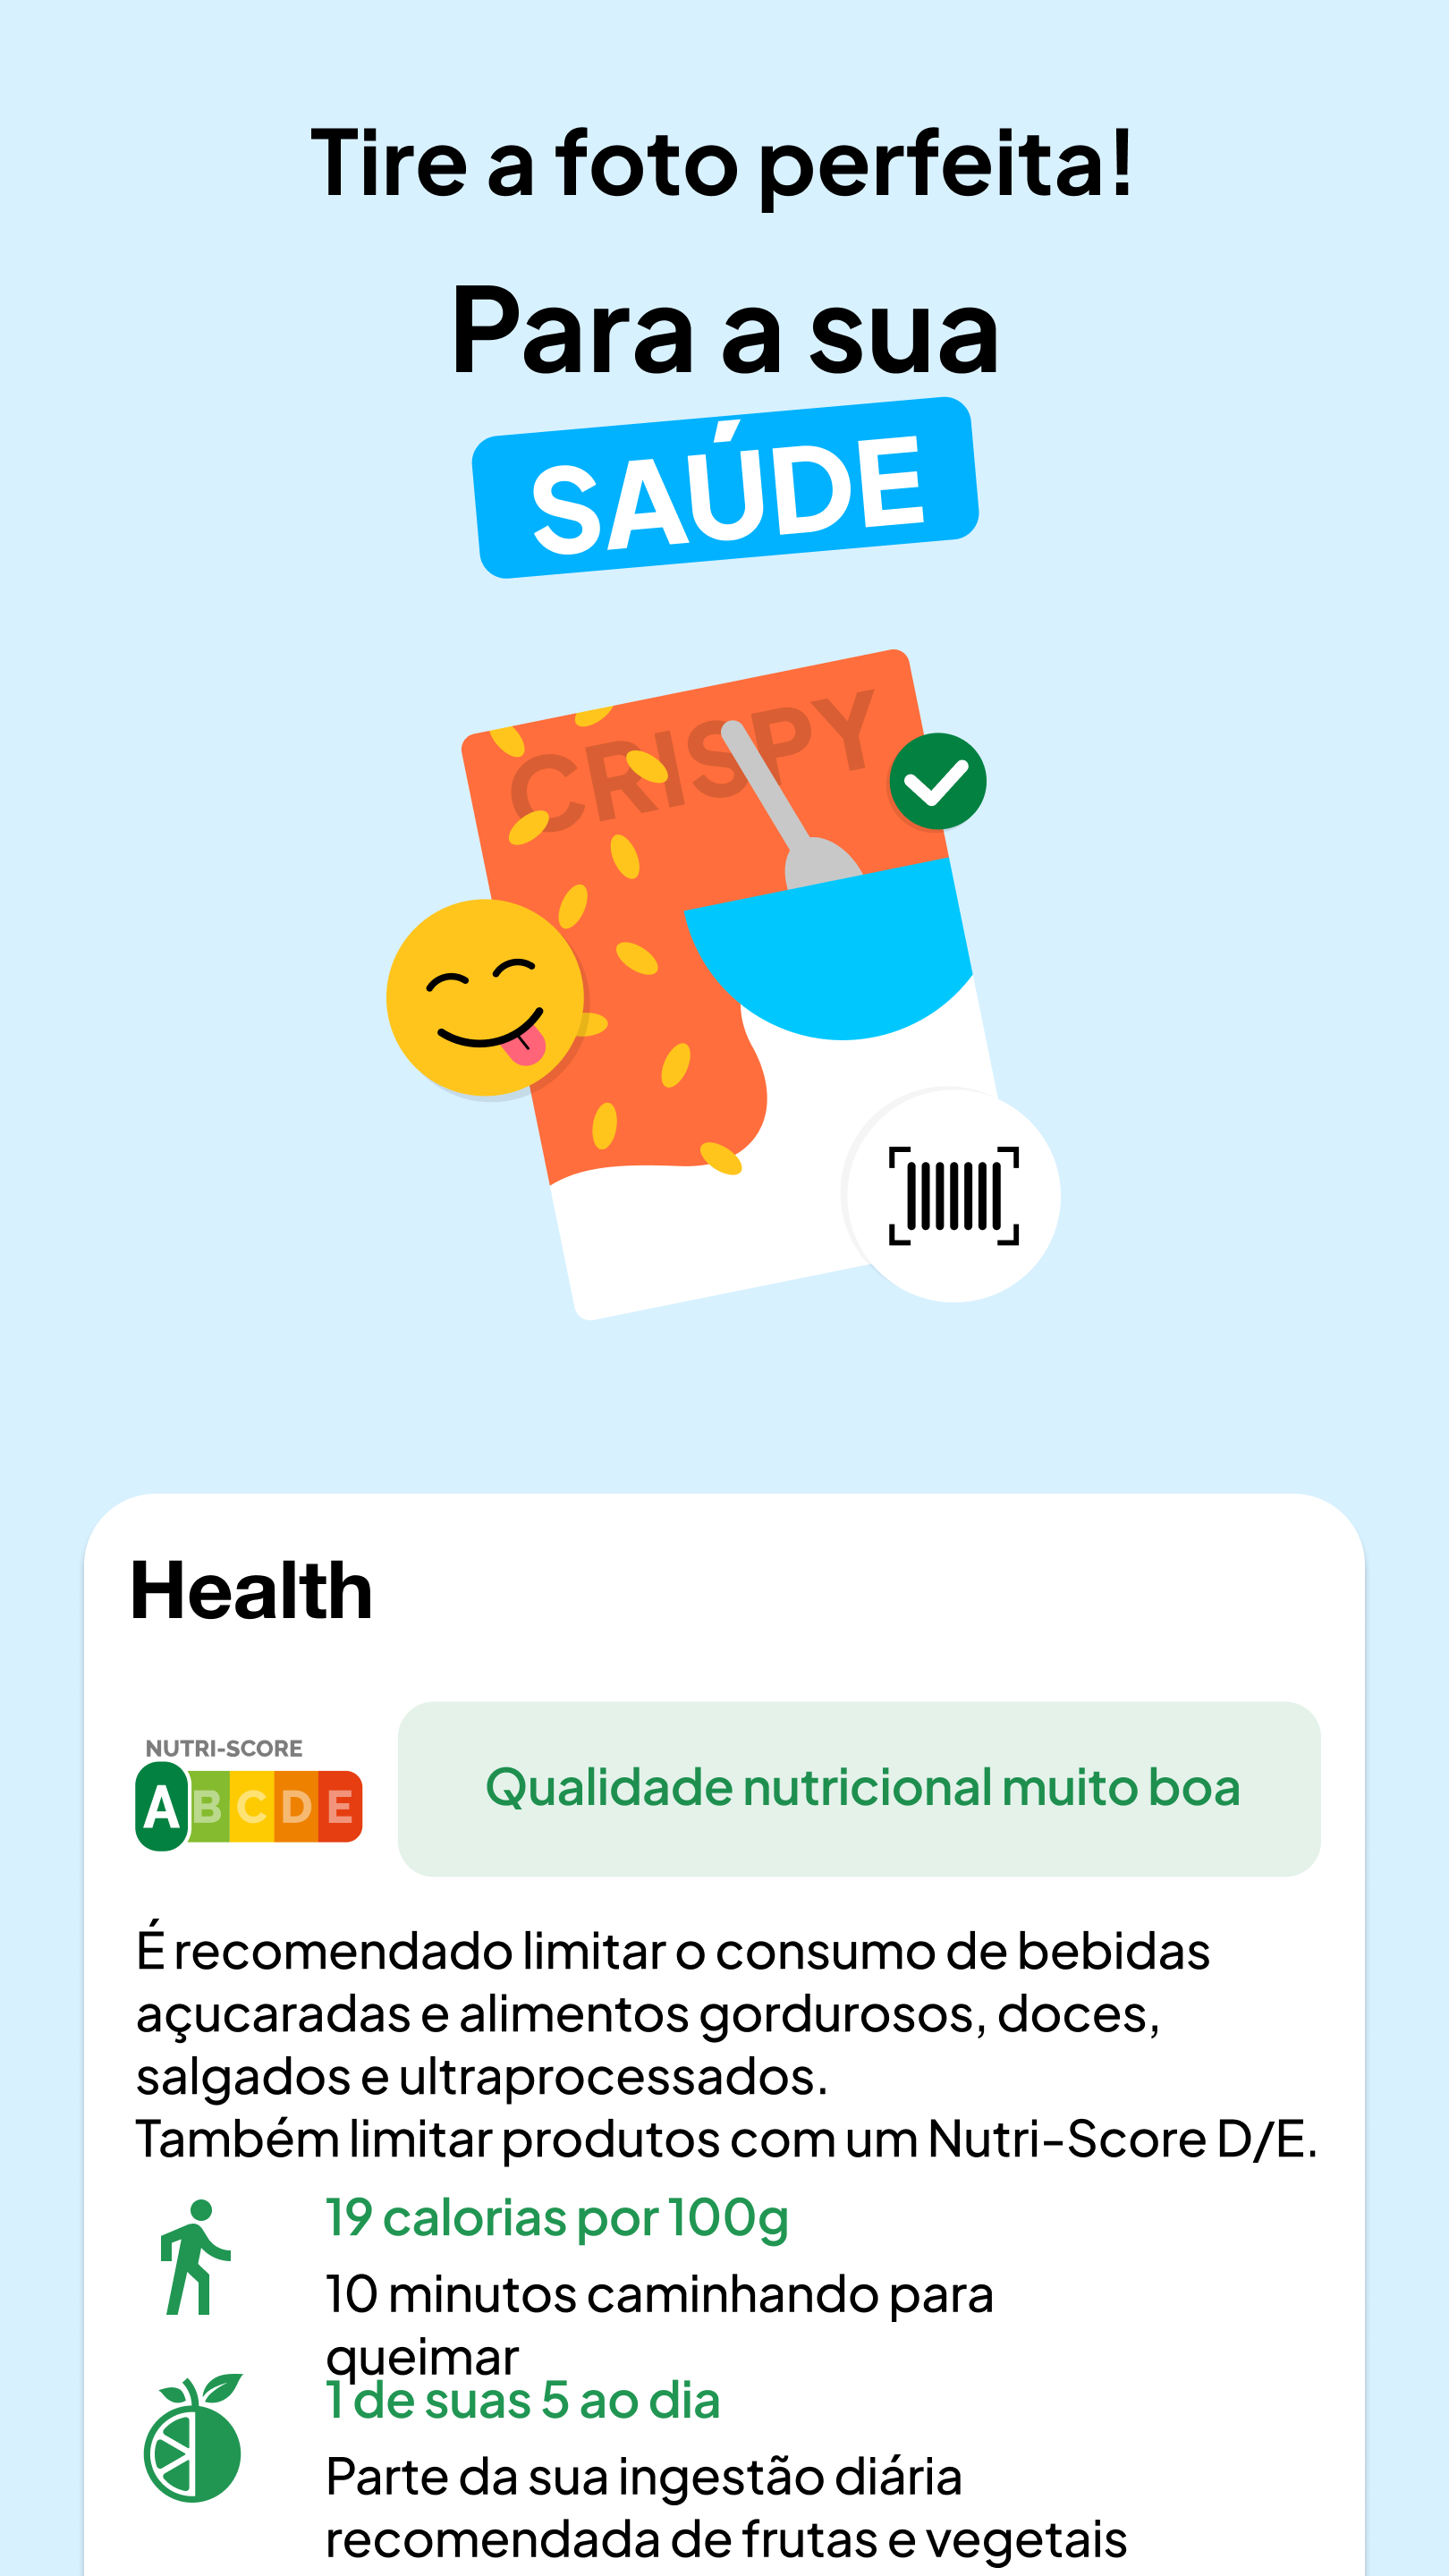 Tire a foto perfeita!
Para a sua
SAÚDE
CRISPY
Health
NUTRI-SCORE
A B C D E
Qualidade nutricional muito boa
É recomendado limitar o consumo de bebidas
açucaradas e alimentos gordurosos, doces,
salgados e ultraprocessados.
Também limitar produtos com um Nutri-Score D/E.
19 calorias por 100g
10 minutos caminhando para
queimar
1 de suas 5 ao dia
Parte da sua ingestão diária
recomendada de frutas e vegetais